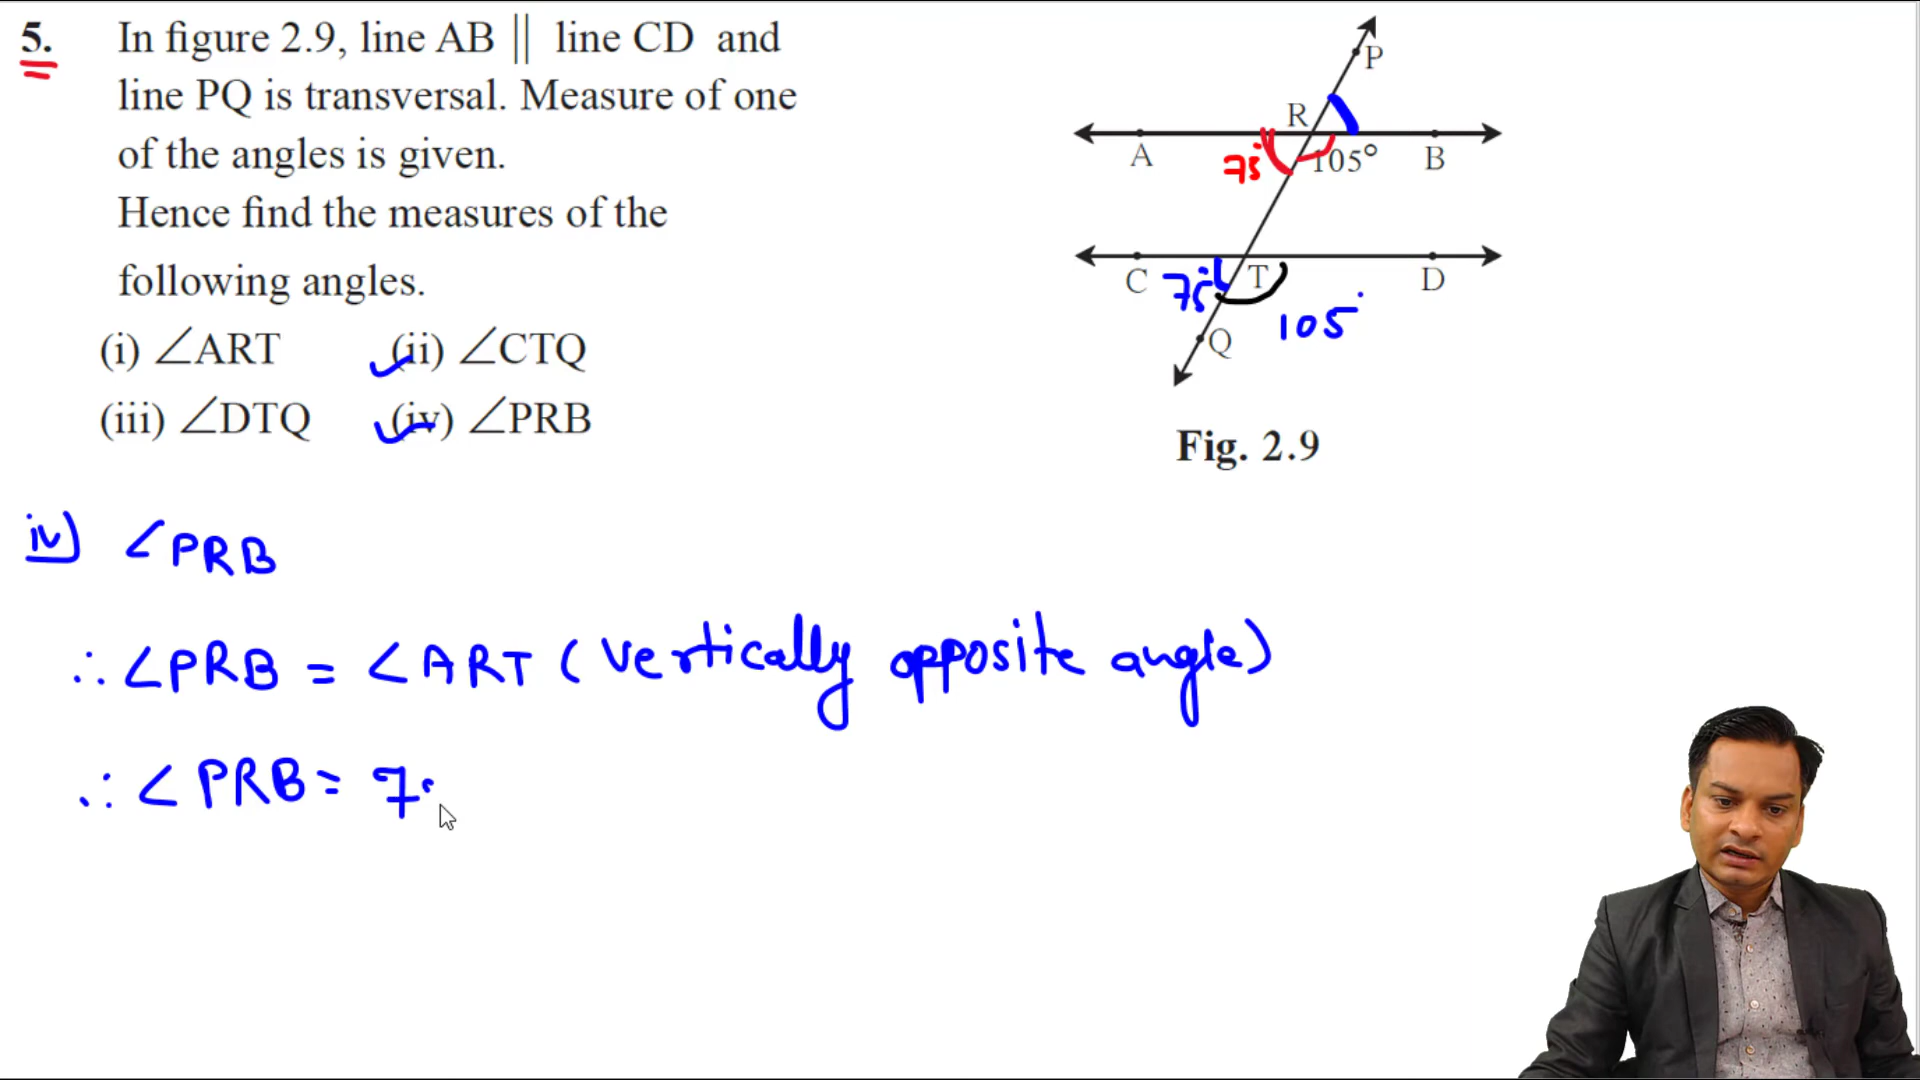 5. In figure 2.9, line AB || line CD and
line PQ is transversal. Measure of one
of the angles is given.
Hence find the measures of the
following angles.
(i) ∠ART (ii) ∠CTQ
(iii) ∠DTQ (iv) ∠PRB
P
R
A 75° 105° B
C 75° T D
105°
Q
Fig. 2.9
iv) ∠PRB
∴ ∠PRB = ∠ART (vertically opposite angle)
∴ ∠PRB = 7